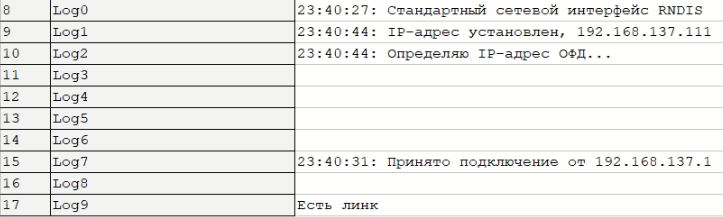 8 Log0 23:40:27: Стандартный сетевой интерфейс RNDIS
9 Log1 23:40:44: IP-адрес установлен, 192.168.137.111
10 Log2 23:40:44: Определяю IP-адрес ОФД...
11 Log3
12 Log4
13 Log5
14 Log6
15 Log7 23:40:31: Принято подключение от 192.168.137.1
16 Log8
17 Log9 Есть линк